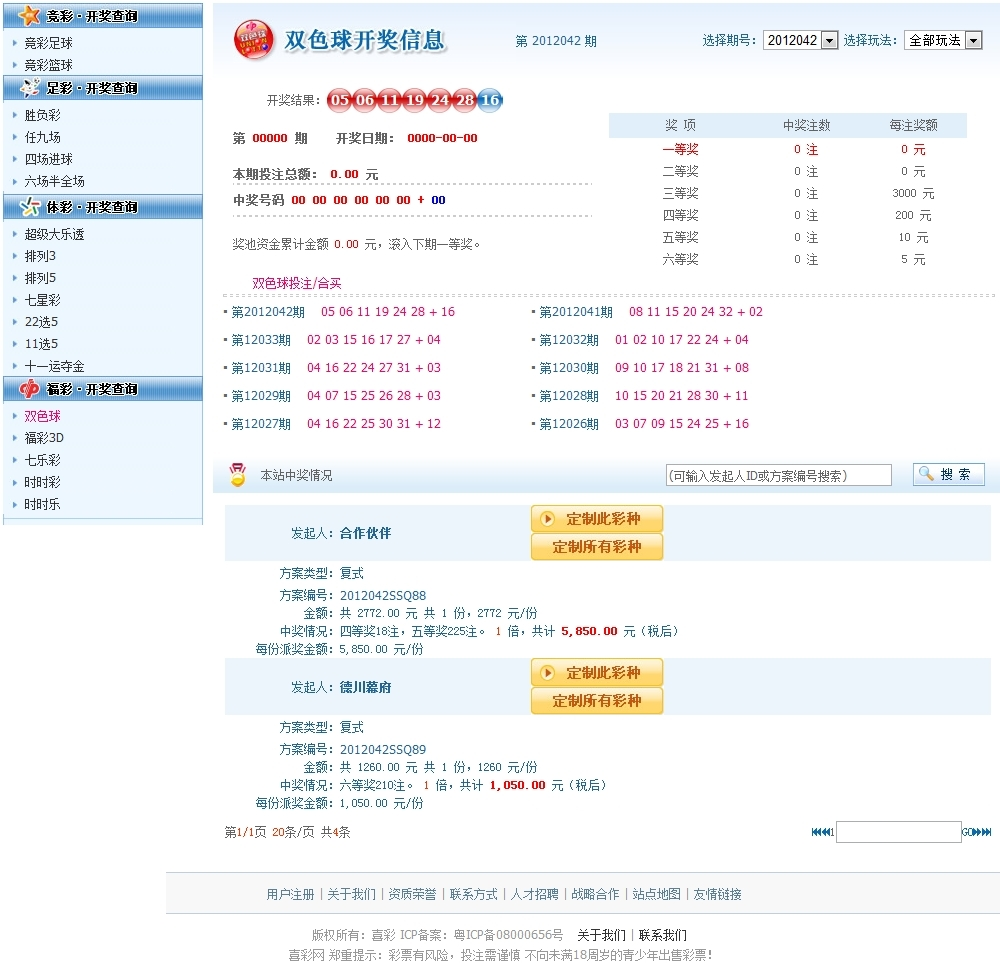 竞彩·开奖查询
竞彩足球
竞彩篮球
足彩·开奖查询
胜负彩
任九场
四场进球
六场半全场
体彩·开奖查询
超级大乐透
排列3
排列5
七星彩
22选5
11选5
十一运夺金
福彩·开奖查询
双色球
福彩3D
七乐彩
时时彩
时时乐
双色球开奖信息
第 2012042 期
选择期号： 2012042 选择玩法： 全部玩法
开奖结果： 05 06 11 19 24 28 16
第 00000 期 开奖日期： 0000-00-00
本期投注总额： 0.00 元
中奖号码 00 00 00 00 00 00 + 00
奖池资金累计金额 0.00 元，滚入下期一等奖。
奖 项 中奖注数 每注奖额
一等奖 0 注 0 元
二等奖 0 注 0 元
三等奖 0 注 3000 元
四等奖 0 注 200 元
五等奖 0 注 10 元
六等奖 0 注 5 元
双色球投注/合买
第2012042期 05 06 11 19 24 28 + 16 第2012041期 08 11 15 20 24 32 + 02
第12033期 02 03 15 16 17 27 + 04 第12032期 01 02 10 17 22 24 + 04
第12031期 04 16 22 24 27 31 + 03 第12030期 09 10 17 18 21 31 + 08
第12029期 04 07 15 25 26 28 + 03 第12028期 10 15 20 21 28 30 + 11
第12027期 04 16 22 25 30 31 + 12 第12026期 03 07 09 15 24 25 + 16
本站中奖情况 (可输入发起人ID或方案编号搜索) 搜 索
发起人：合作伙伴
定制此彩种
定制所有彩种
方案类型：复式
方案编号：2012042SSQ88
金额：共 2772.00 元 共 1 份，2772 元/份
中奖情况：四等奖18注，五等奖225注。 1 倍，共计 5,850.00 元（税后）
每份派奖金额：5,850.00 元/份
发起人：德川幕府
定制此彩种
定制所有彩种
方案类型：复式
方案编号：2012042SSQ89
金额：共 1260.00 元 共 1 份，1260 元/份
中奖情况：六等奖210注。 1 倍，共计 1,050.00 元（税后）
每份派奖金额：1,050.00 元/份
第1/1页 20条/页 共4条 1 GO
用户注册 | 关于我们 | 资质荣誉 | 联系方式 | 人才招聘 | 战略合作 | 站点地图 | 友情链接
版权所有：喜彩 ICP备案：粤ICP备08000656号 关于我们 | 联系我们
喜彩网 郑重提示：彩票有风险，投注需谨慎 不向未满18周岁的青少年出售彩票！